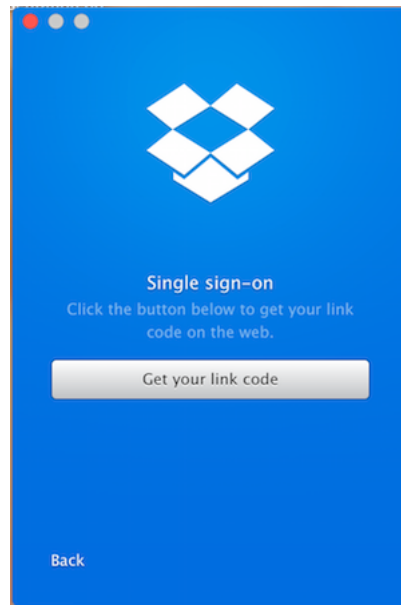 Single sign-on
Click the button below to get your link
code on the web.
Get your link code
Back